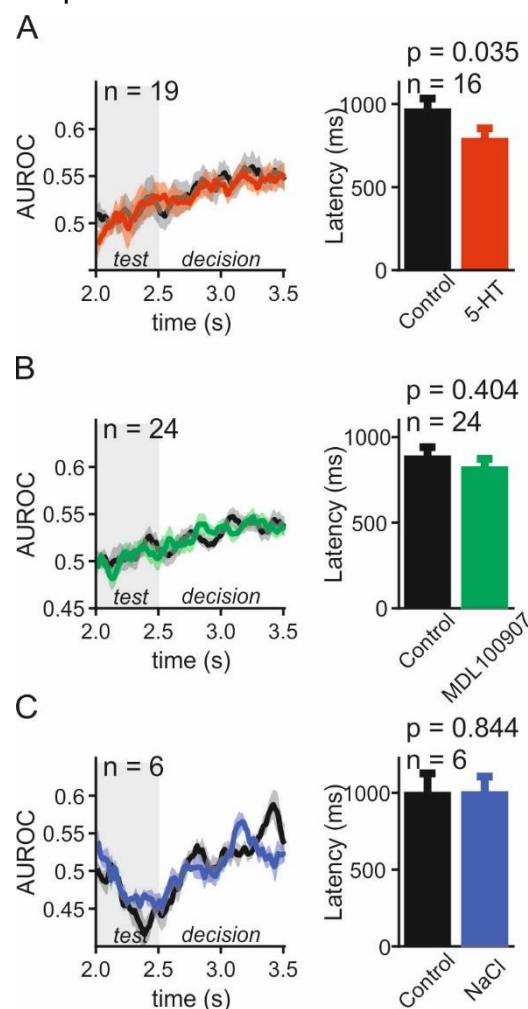 A
n = 19
AUROC
0.6
0.55
0.5
test
decision
2.0 2.5 3.0 3.5
time (s)
p = 0.035
n = 16
Latency (ms)
1000
500
0
Control
5-HT
B
n = 24
AUROC
0.6
0.55
0.5
0.45
test
decision
2.0 2.5 3.0 3.5
time (s)
p = 0.404
n = 24
Latency (ms)
1000
500
0
Control
MDL100907
C
n = 6
AUROC
0.6
0.55
0.5
0.45
test
decision
2.0 2.5 3.0 3.5
time (s)
p = 0.844
n = 6
Latency (ms)
1000
500
0
Control
NaCl